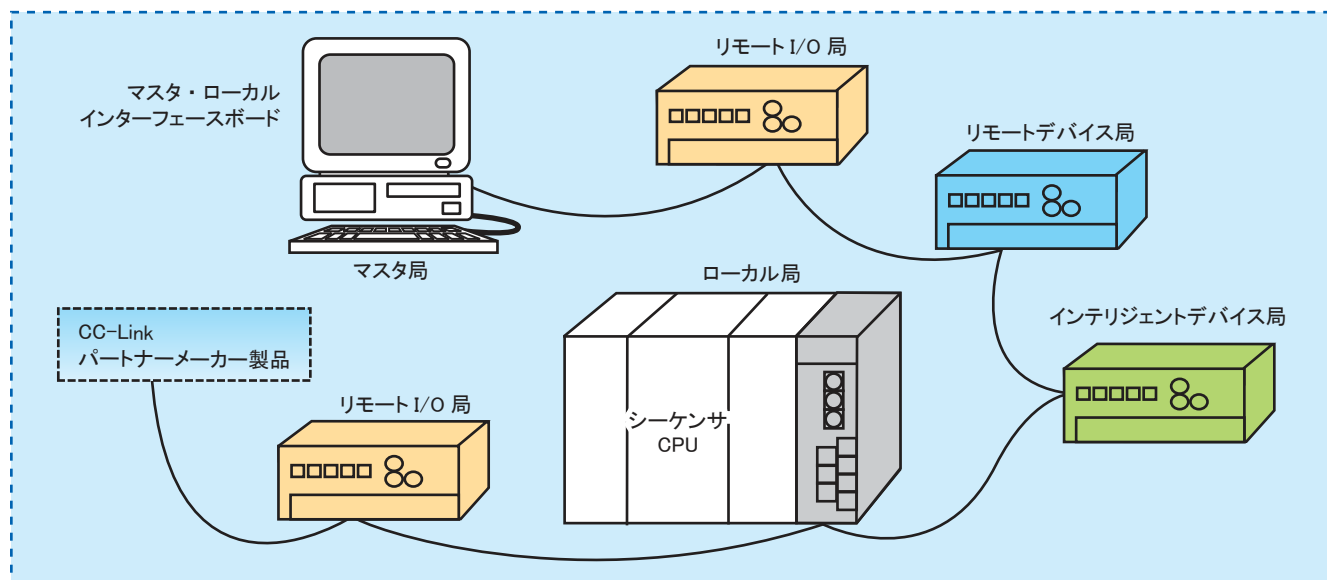 リモート I/O 局
マスタ・ローカル
インターフェースボード
リモートデバイス局
マスタ局
ローカル局
インテリジェントデバイス局
CC-Link
パートナーメーカー製品
リモート I/O 局
シーケンサ
CPU